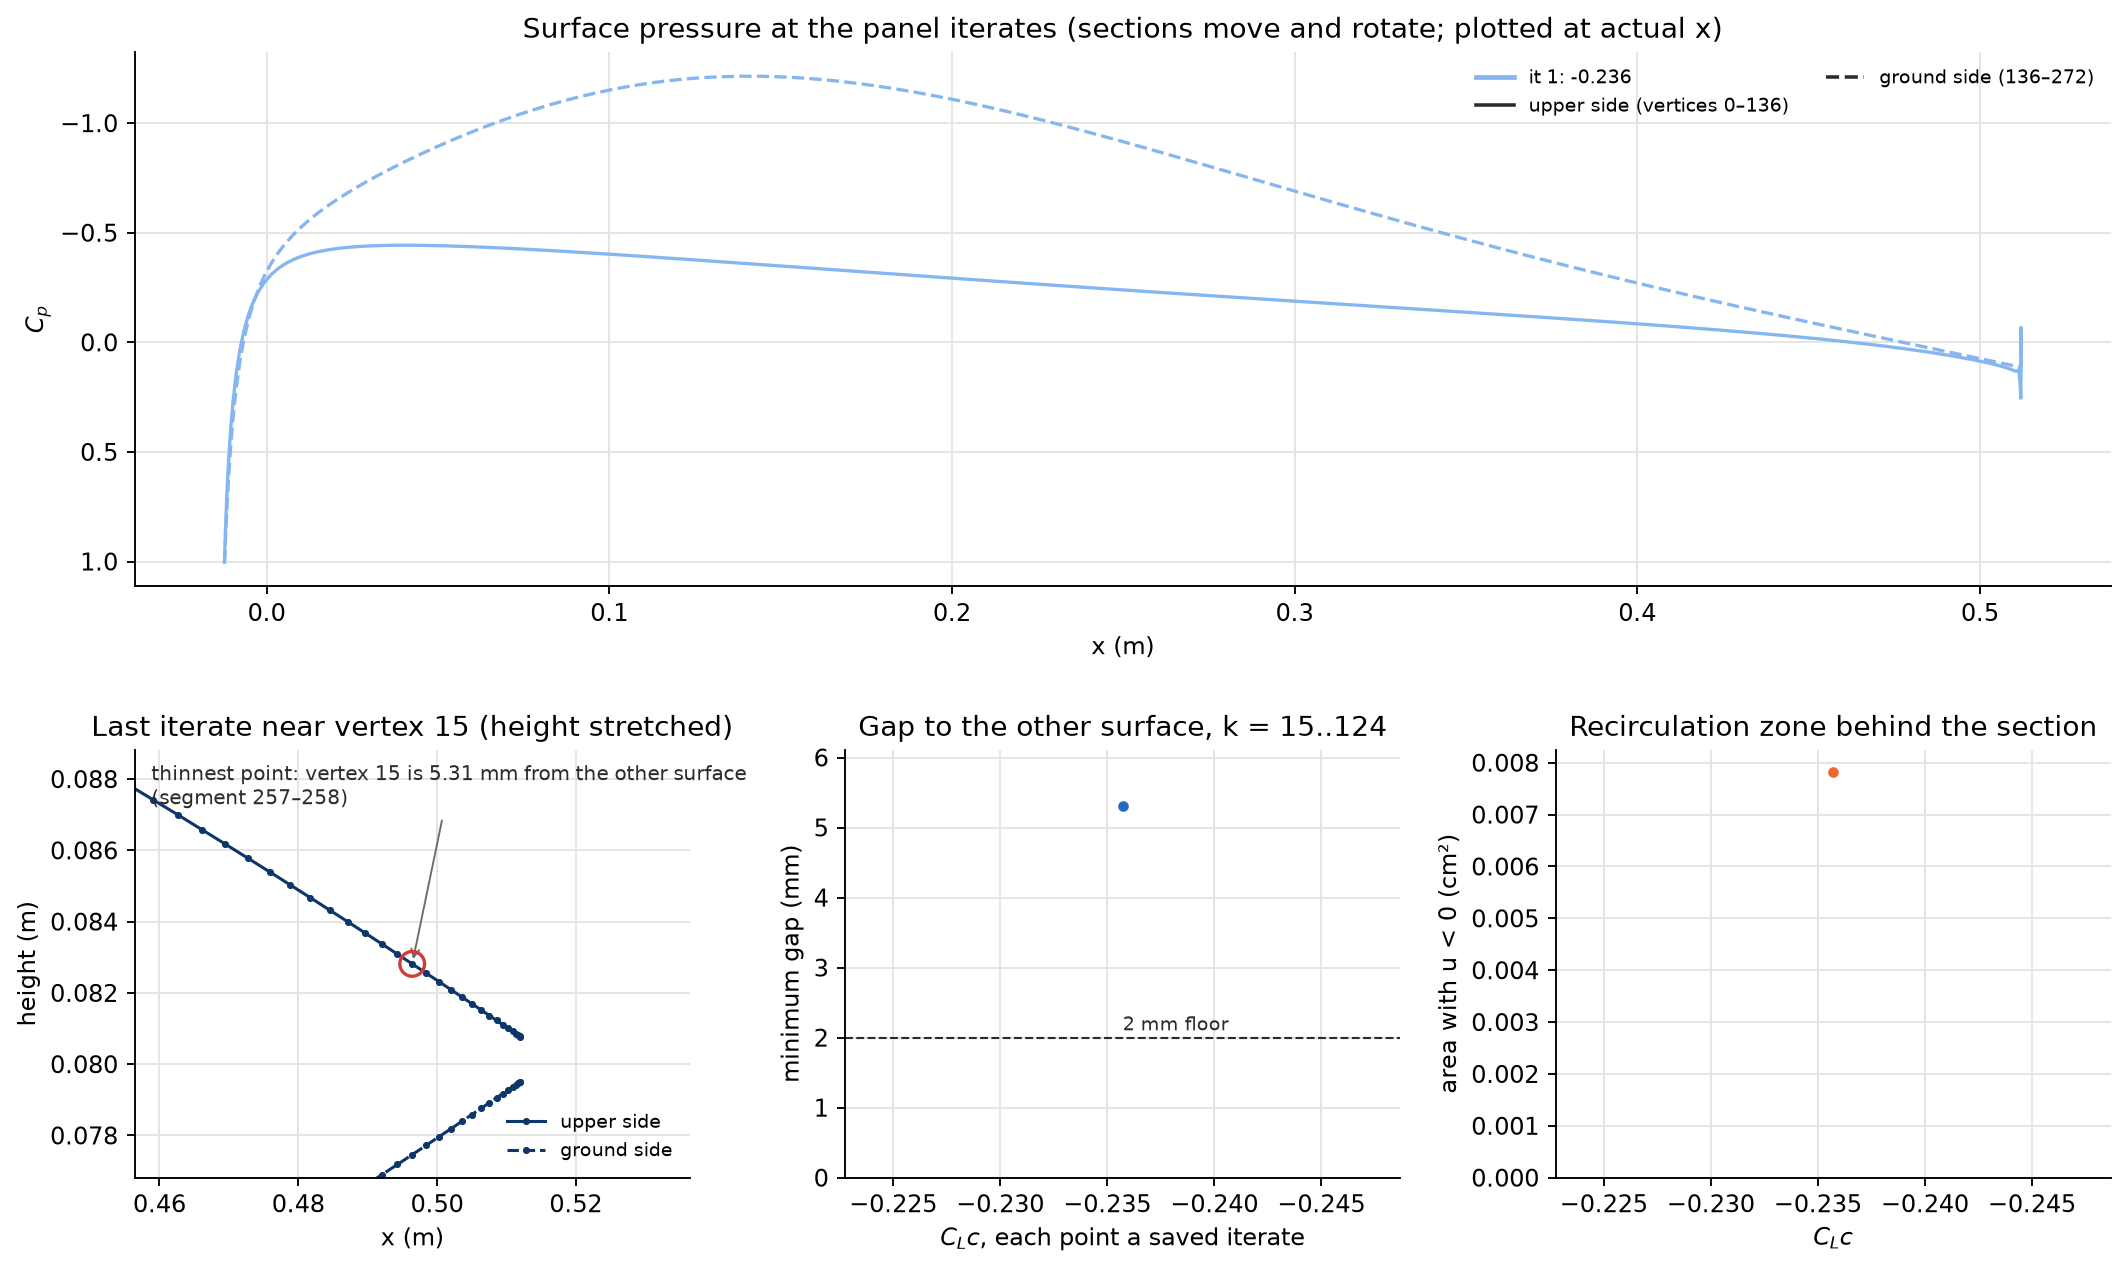 Surface pressure at the panel iterates (sections move and rotate; plotted at actual x)
it 1: -0.236
upper side (vertices 0–136)
ground side (136–272)
−1.0
−0.5
0.0
0.5
1.0
C_p
0.0 0.1 0.2 0.3 0.4 0.5
x (m)
Last iterate near vertex 15 (height stretched)
thinnest point: vertex 15 is 5.31 mm from the other surface
(segment 257–258)
0.088
0.086
0.084
0.082
0.080
0.078
height (m)
upper side
ground side
0.46 0.48 0.50 0.52
x (m)
Gap to the other surface, k = 15..124
6
5
4
3
2
1
0
minimum gap (mm)
2 mm floor
−0.225 −0.230 −0.235 −0.240 −0.245
C_Lc, each point a saved iterate
Recirculation zone behind the section
0.008
0.007
0.006
0.005
0.004
0.003
0.002
0.001
0.000
area with u < 0 (cm²)
−0.225 −0.230 −0.235 −0.240 −0.245
C_Lc